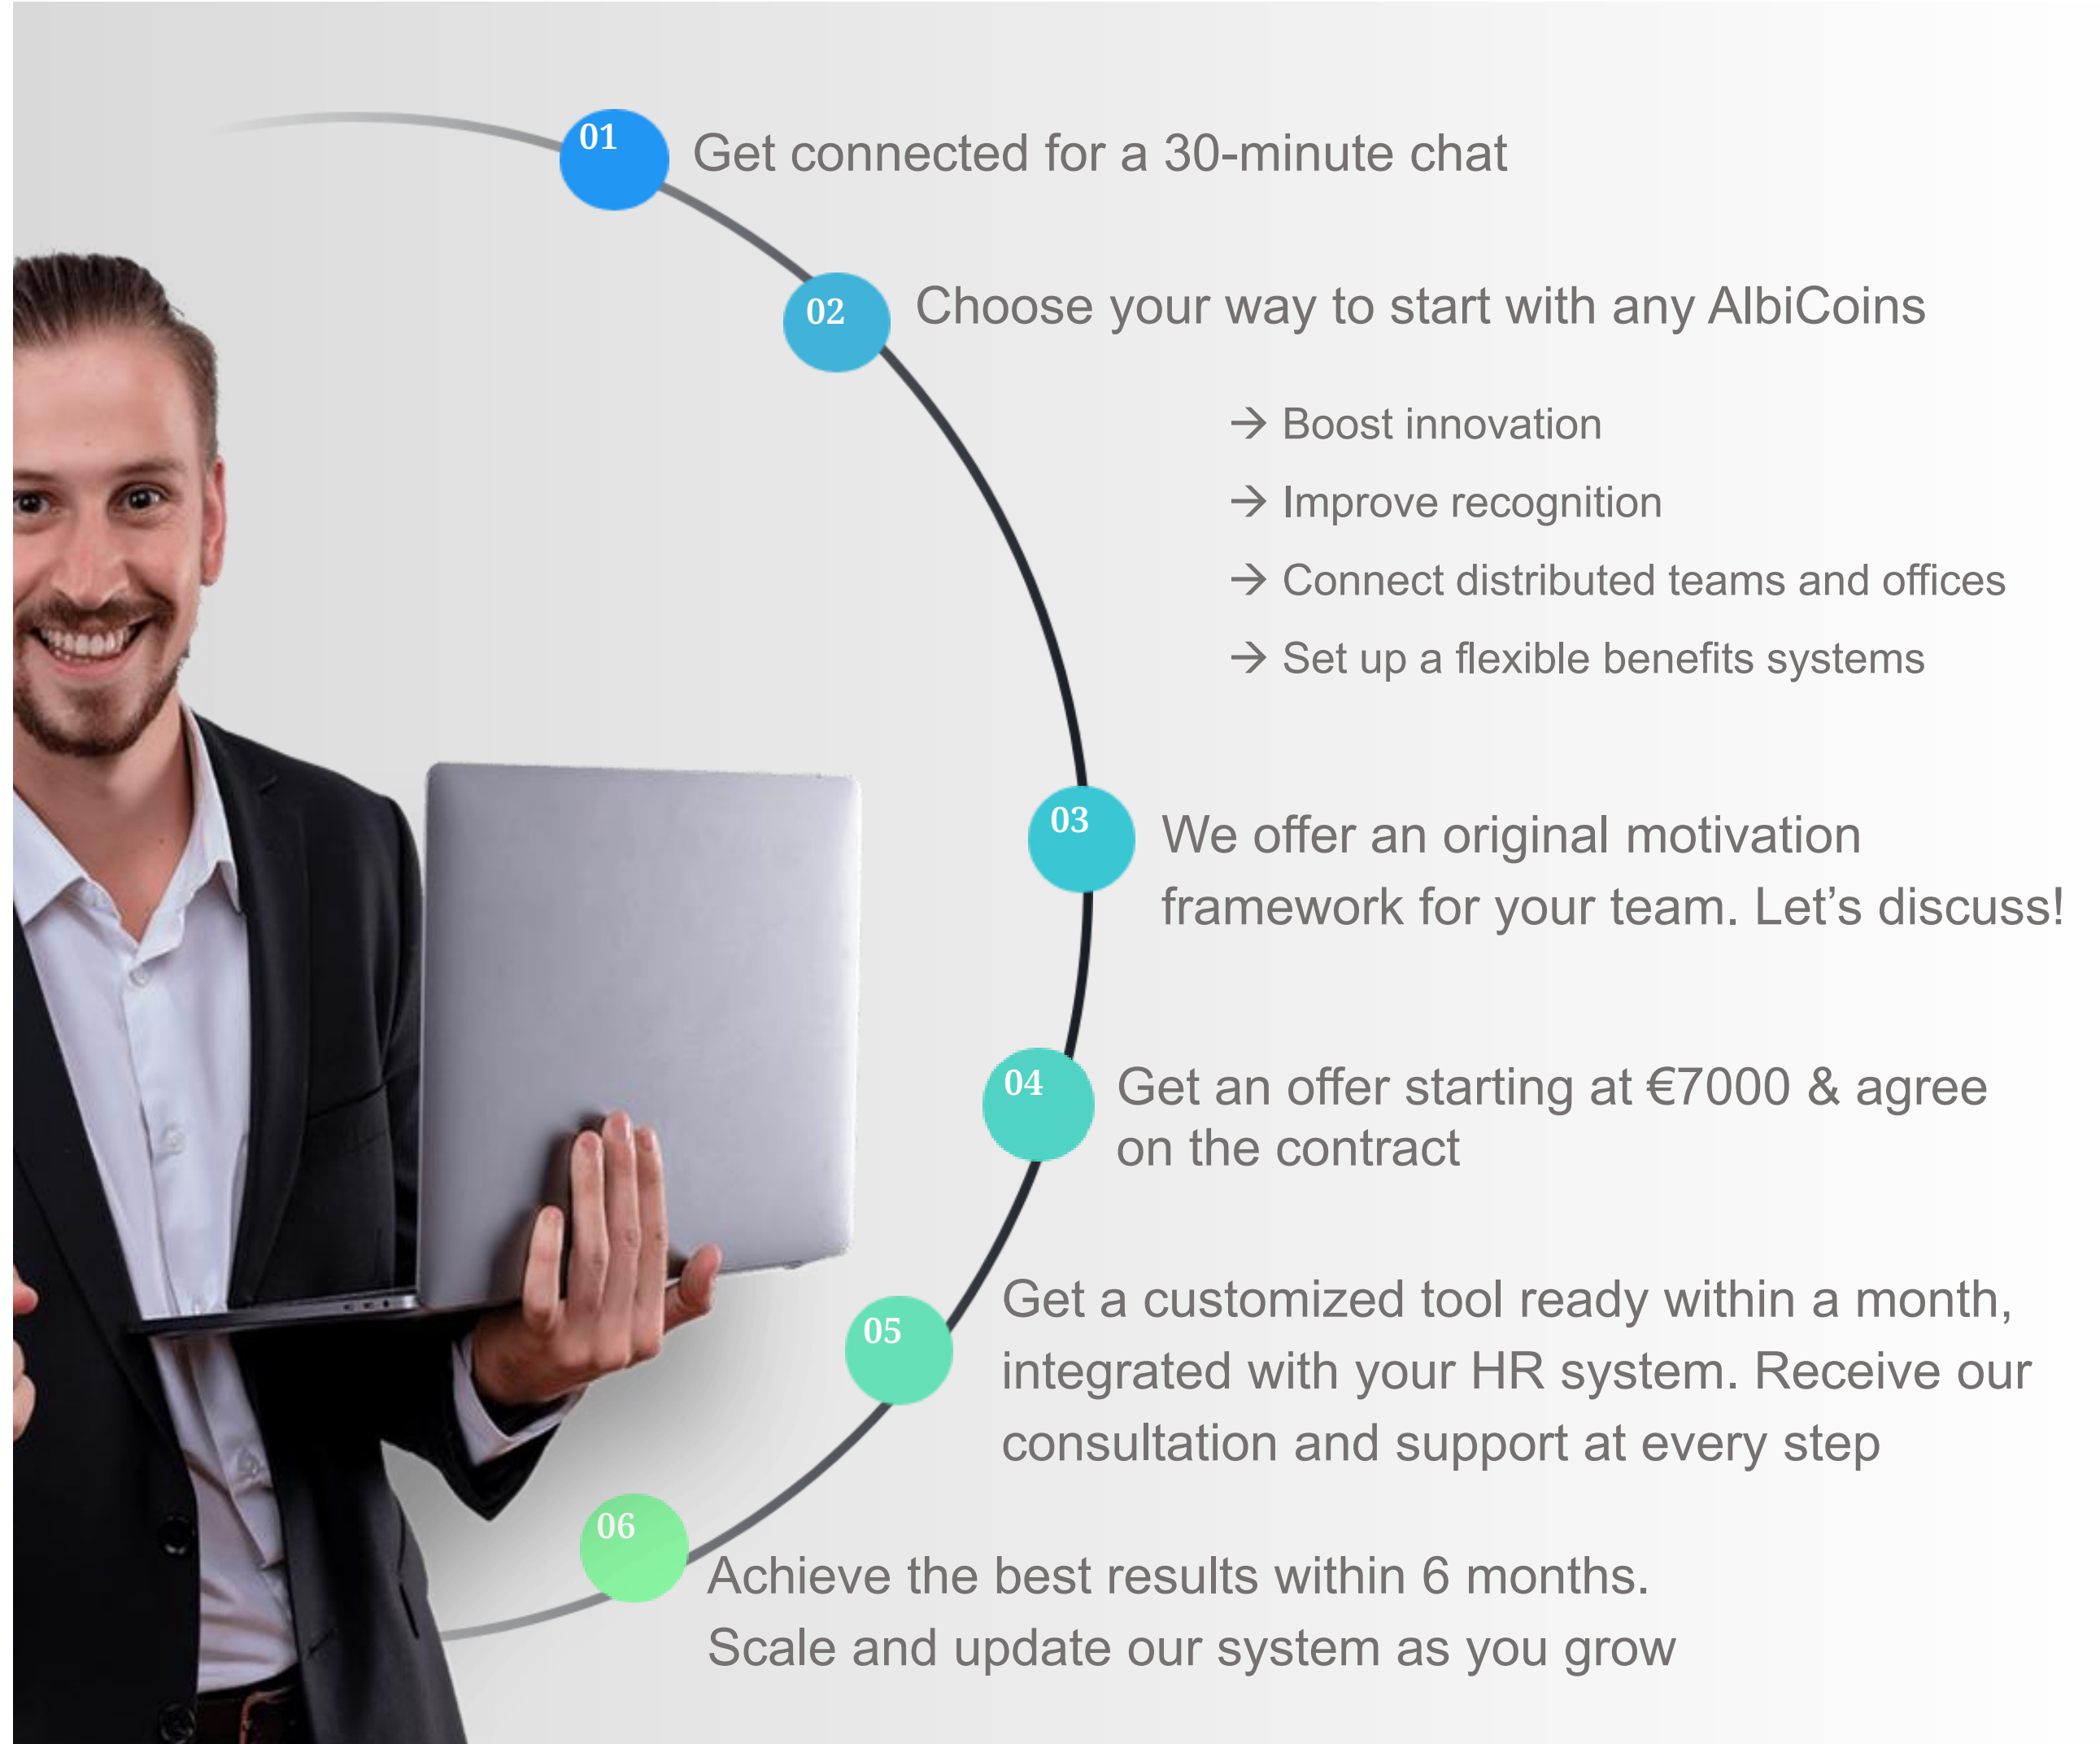 01
Get connected for a 30-minute chat
02
Choose your way to start with any AlbiCoins
→ Boost innovation
→ Improve recognition
→ Connect distributed teams and offices
→ Set up a flexible benefits systems
03
We offer an original motivation
framework for your team. Let’s discuss!
04
Get an offer starting at €7000 & agree
on the contract
05
Get a customized tool ready within a month,
integrated with your HR system. Receive our
consultation and support at every step
06
Achieve the best results within 6 months.
Scale and update our system as you grow